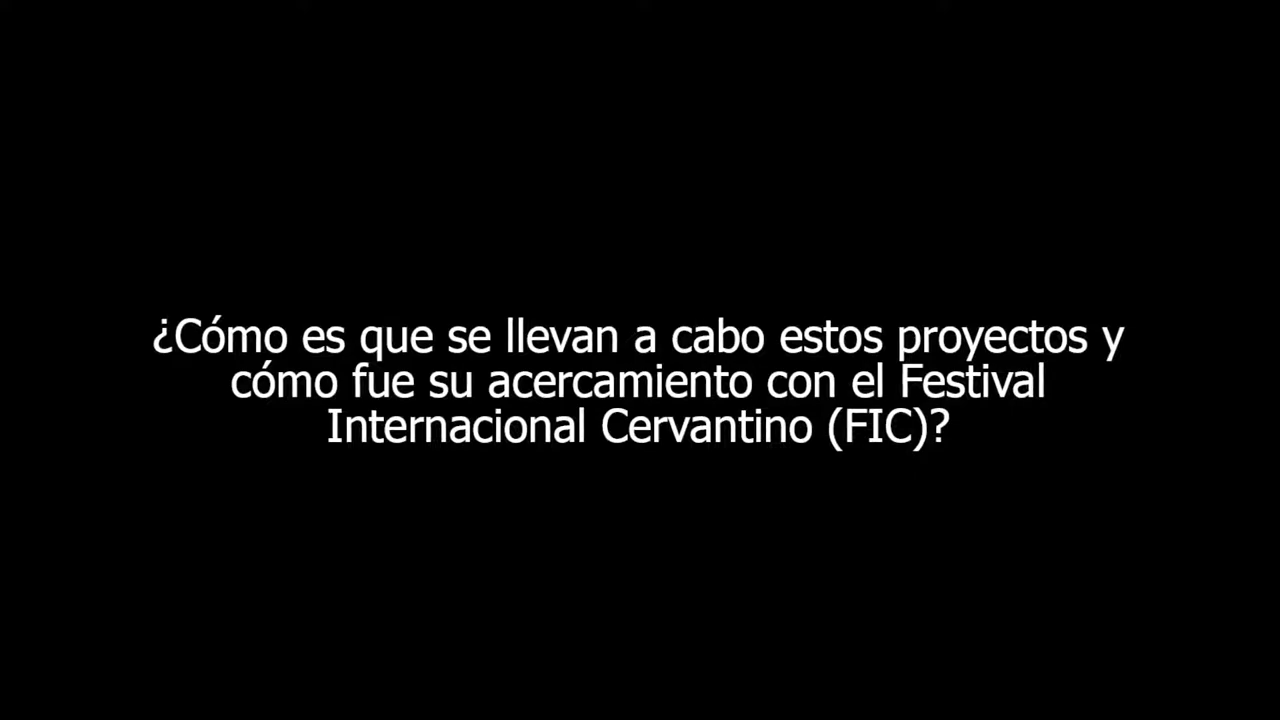 ¿Cómo es que se llevan a cabo estos proyectos y
cómo fue su acercamiento con el Festival
Internacional Cervantino (FIC)?